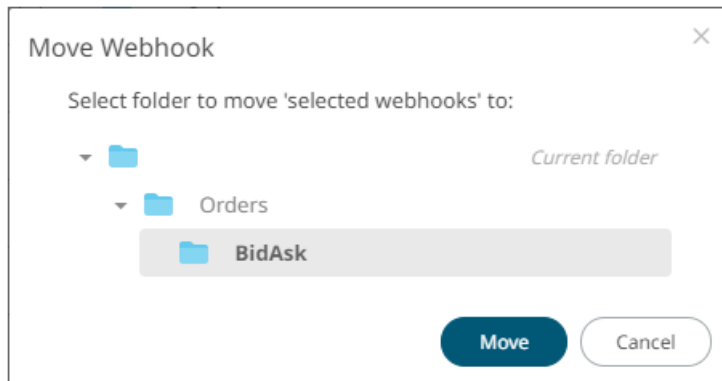 Move Webhook
Select folder to move 'selected webhooks' to:
Current folder
Orders
BidAsk
Move Cancel